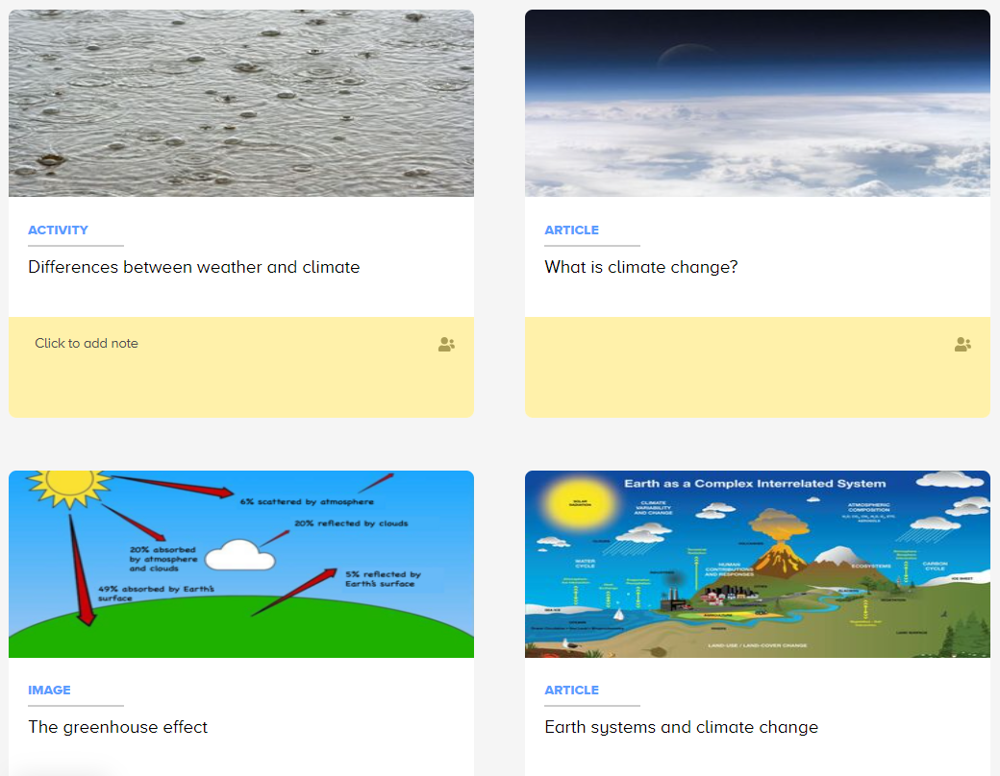 ACTIVITY
Differences between weather and climate
Click to add note
ARTICLE
What is climate change?
6% scattered by atmosphere
20% reflected by clouds
20% absorbed
by atmosphere
and clouds
5% reflected by
Earth's surface
49% absorbed by Earth's
surface
IMAGE
The greenhouse effect
Earth as a Complex Interrelated System
SOLAR
RADIATION
CLIMATE
VARIABILITY
AND CHANGE
ATMOSPHERIC
COMPOSITION
WATER
CYCLE
HUMAN
CONTRIBUTIONS
AND RESPONSES
ECOSYSTEMS
CARBON
CYCLE
ICE SHEET
SEA ICE
LAND SURFACE
LAND-USE / LAND-COVER CHANGE
ARTICLE
Earth systems and climate change